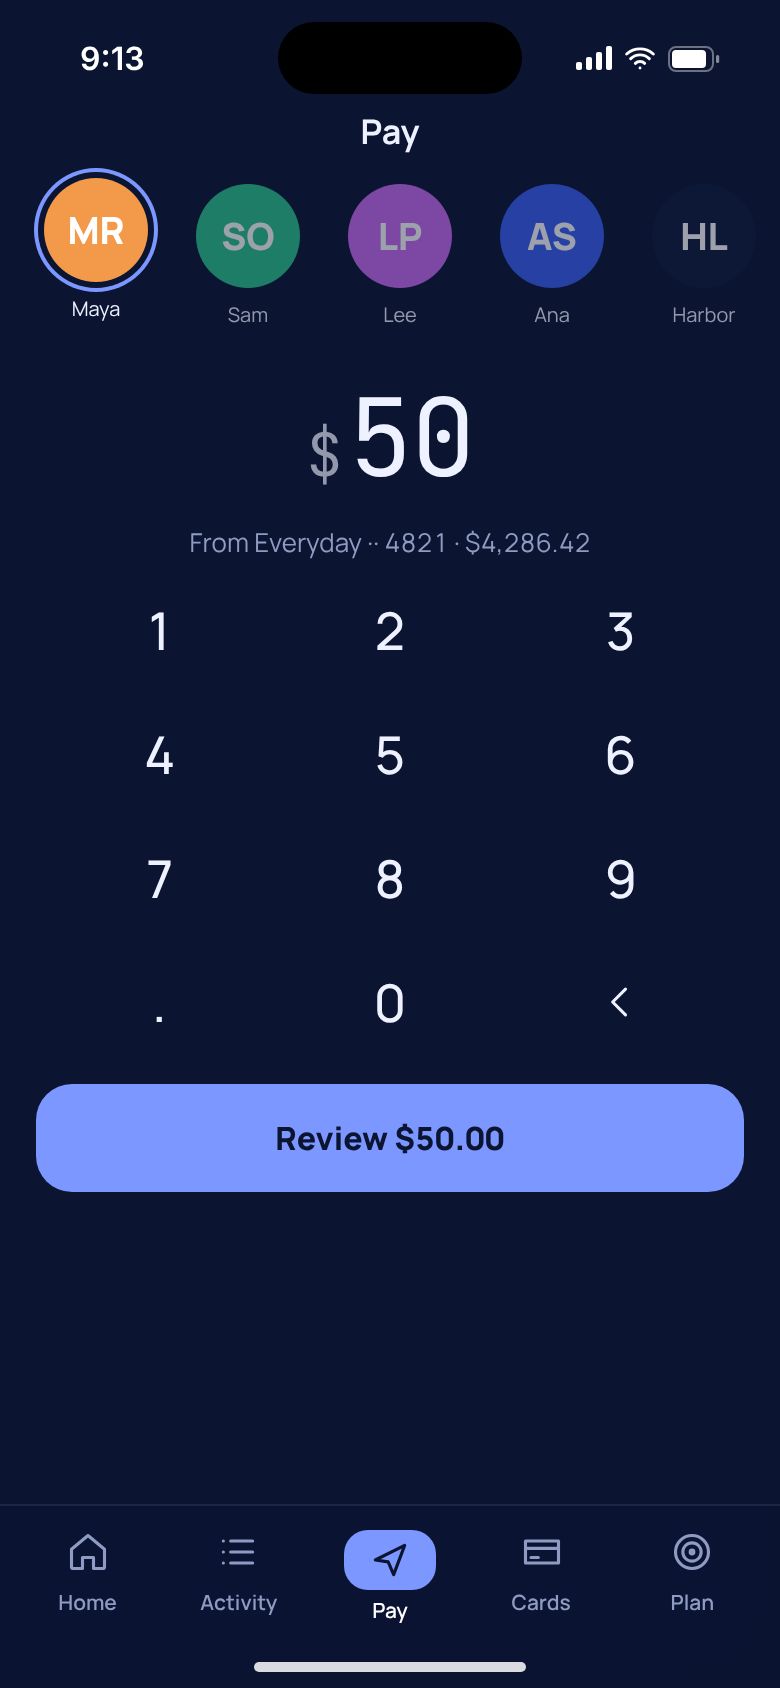 9:13
Pay
MR SO LP AS HL
Maya Sam Lee Ana Harbor
$50
From Everyday ·· 4821 · $4,286.42
1 2 3
4 5 6
7 8 9
. 0
Review $50.00
Home Activity Pay Cards Plan